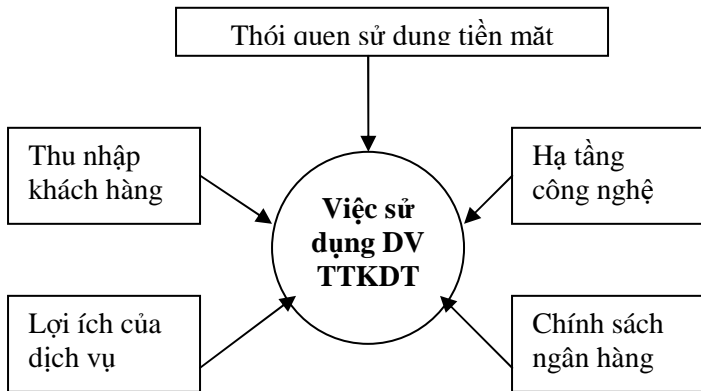 Thói quen sử dụng tiền mặt
Thu nhập
khách hàng
Hạ tầng
công nghệ
Việc sử
dụng DV
TTKDT
Lợi ích của
dịch vụ
Chính sách
ngân hàng